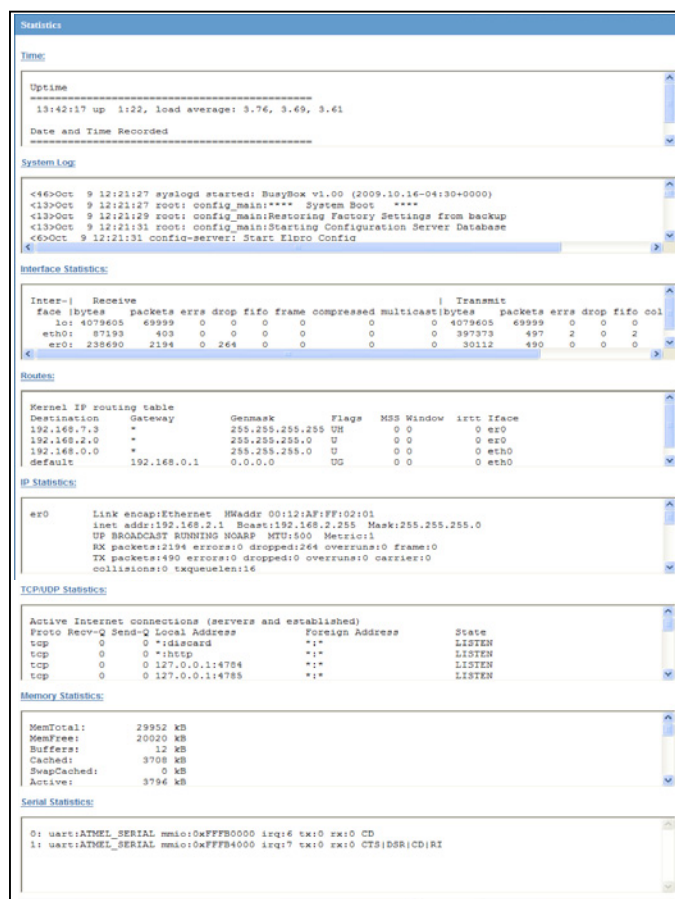 Statistics
Time:
Uptime
=============================================
13:42:17 up 1:22, load average: 3.76, 3.69, 3.61
Date and Time Recorded
=============================================
System Log:
<46>Oct 9 12:21:27 syslogd started: BusyBox v1.00 (2009.10.16-04:30+0000)
<13>Oct 9 12:21:27 root: config_main:**** System Boot ****
<13>Oct 9 12:21:29 root: config_main:Restoring Factory Settings from backup
<13>Oct 9 12:21:31 root: config_main:Starting Configuration Server Database
<6>Oct 9 12:21:31 config-server: Start Elpro Config
Interface Statistics:
Inter-| Receive | Transmit
face |bytes packets errs drop fifo frame compressed multicast|bytes packets errs drop fifo col
lo: 4079605 69999 0 0 0 0 0 0 4079605 69999 0 0 0
eth0: 87193 403 0 0 0 0 0 0 397373 497 2 0 2
er0: 238690 2194 0 264 0 0 0 0 30112 490 0 0 0
Routes:
Kernel IP routing table
Destination Gateway Genmask Flags MSS Window irtt Iface
192.168.7.3 * 255.255.255.255 UH 0 0 0 er0
192.168.2.0 * 255.255.255.0 U 0 0 0 er0
192.168.0.0 * 255.255.255.0 U 0 0 0 eth0
default 192.168.0.1 0.0.0.0 UG 0 0 0 eth0
IP Statistics:
er0 Link encap:Ethernet HWaddr 00:12:AF:FF:02:01
inet addr:192.168.2.1 Bcast:192.168.2.255 Mask:255.255.255.0
UP BROADCAST RUNNING NOARP MTU:500 Metric:1
RX packets:2194 errors:0 dropped:264 overruns:0 frame:0
TX packets:490 errors:0 dropped:0 overruns:0 carrier:0
collisions:0 txqueuelen:16
TCP/UDP Statistics:
Active Internet connections (servers and established)
Proto Recv-Q Send-Q Local Address Foreign Address State
tcp 0 0 *:discard *:* LISTEN
tcp 0 0 *:http *:* LISTEN
tcp 0 0 127.0.0.1:4784 *:* LISTEN
tcp 0 0 127.0.0.1:4785 *:* LISTEN
Memory Statistics:
MemTotal: 29952 kB
MemFree: 20020 kB
Buffers: 12 kB
Cached: 3708 kB
SwapCached: 0 kB
Active: 3796 kB
Serial Statistics:
0: uart:ATMEL_SERIAL mmio:0xFFFB0000 irq:6 tx:0 rx:0 CD
1: uart:ATMEL_SERIAL mmio:0xFFFB4000 irq:7 tx:0 rx:0 CTS|DSR|CD|RI